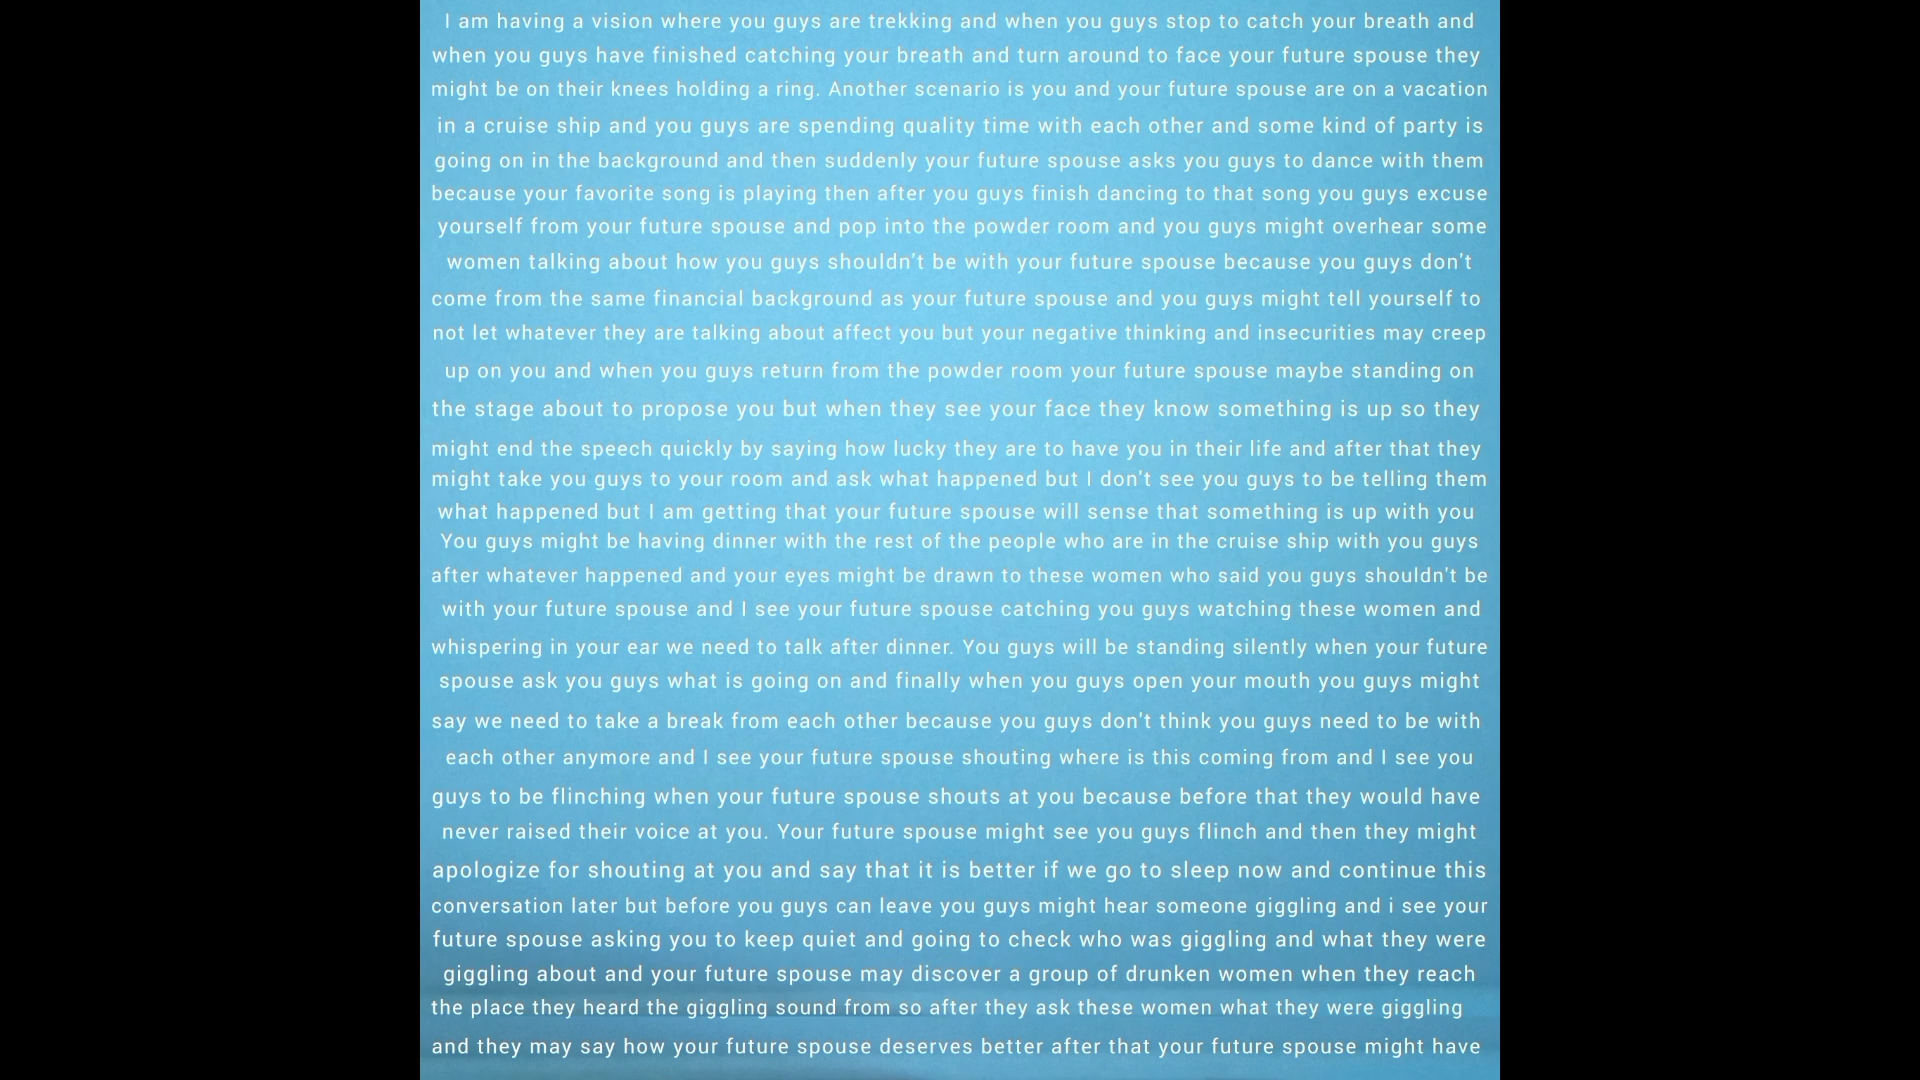 I am having a vision where you guys are trekking and when you guys stop to catch your breath and
when you guys have finished catching your breath and turn around to face your future spouse they
might be on their knees holding a ring. Another scenario is you and your future spouse are on a vacation
in a cruise ship and you guys are spending quality time with each other and some kind of party is
going on in the background and then suddenly your future spouse asks you guys to dance with them
because your favorite song is playing then after you guys finish dancing to that song you guys excuse
yourself from your future spouse and pop into the powder room and you guys might overhear some
women talking about how you guys shouldn't be with your future spouse because you guys don't
come from the same financial background as your future spouse and you guys might tell yourself to
not let whatever they are talking about affect you but your negative thinking and insecurities may creep
up on you and when you guys return from the powder room your future spouse maybe standing on
the stage about to propose you but when they see your face they know something is up so they
might end the speech quickly by saying how lucky they are to have you in their life and after that they
might take you guys to your room and ask what happened but I don't see you guys to be telling them
what happened but I am getting that your future spouse will sense that something is up with you
You guys might be having dinner with the rest of the people who are in the cruise ship with you guys
after whatever happened and your eyes might be drawn to these women who said you guys shouldn't be
with your future spouse and I see your future spouse catching you guys watching these women and
whispering in your ear we need to talk after dinner. You guys will be standing silently when your future
spouse ask you guys what is going on and finally when you guys open your mouth you guys might
say we need to take a break from each other because you guys don't think you guys need to be with
each other anymore and I see your future spouse shouting where is this coming from and I see you
guys to be flinching when your future spouse shouts at you because before that they would have
never raised their voice at you. Your future spouse might see you guys flinch and then they might
apologize for shouting at you and say that it is better if we go to sleep now and continue this
conversation later but before you guys can leave you guys might hear someone giggling and i see your
future spouse asking you to keep quiet and going to check who was giggling and what they were
giggling about and your future spouse may discover a group of drunken women when they reach
the place they heard the giggling sound from so after they ask these women what they were giggling
and they may say how your future spouse deserves better after that your future spouse might have